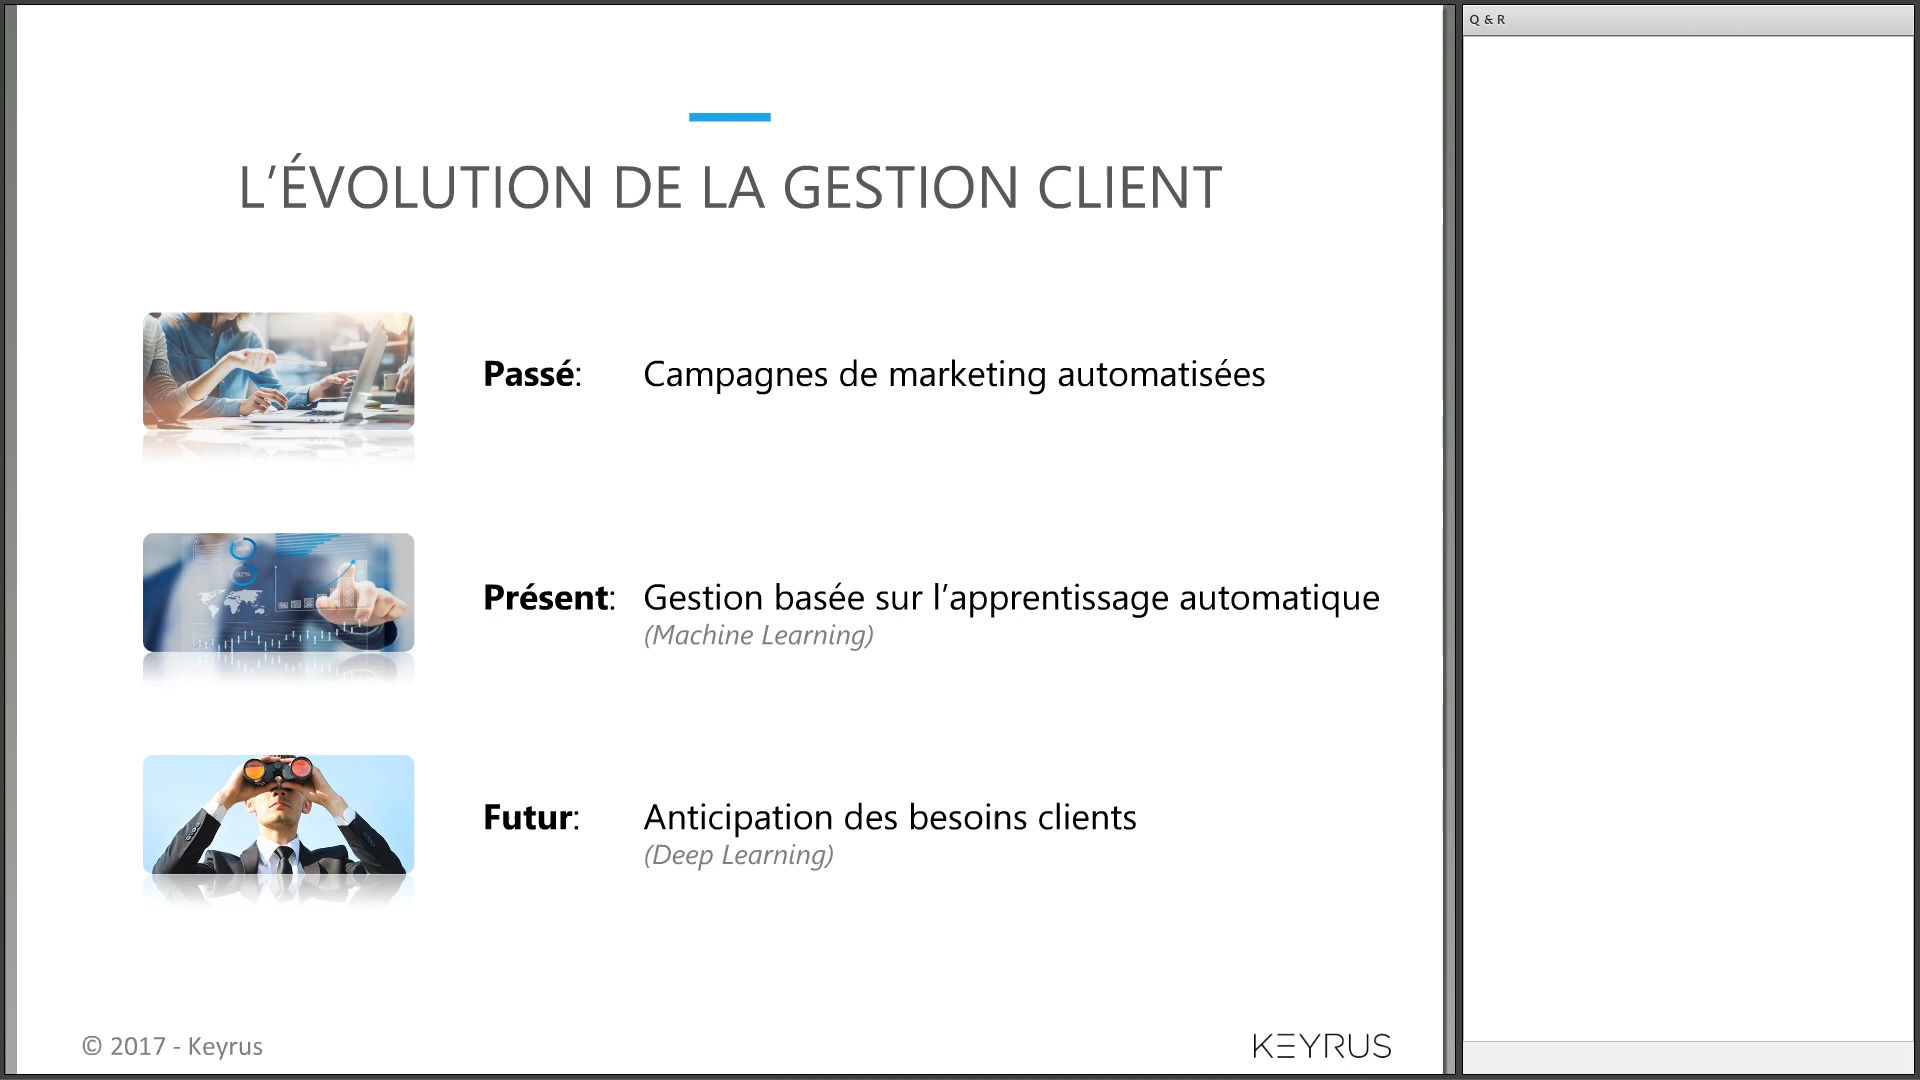 Q & R
L’ÉVOLUTION DE LA GESTION CLIENT
Passé: Campagnes de marketing automatisées
82%
Présent: Gestion basée sur l’apprentissage automatique
(Machine Learning)
Futur: Anticipation des besoins clients
(Deep Learning)
© 2017 - Keyrus
KEYRUS